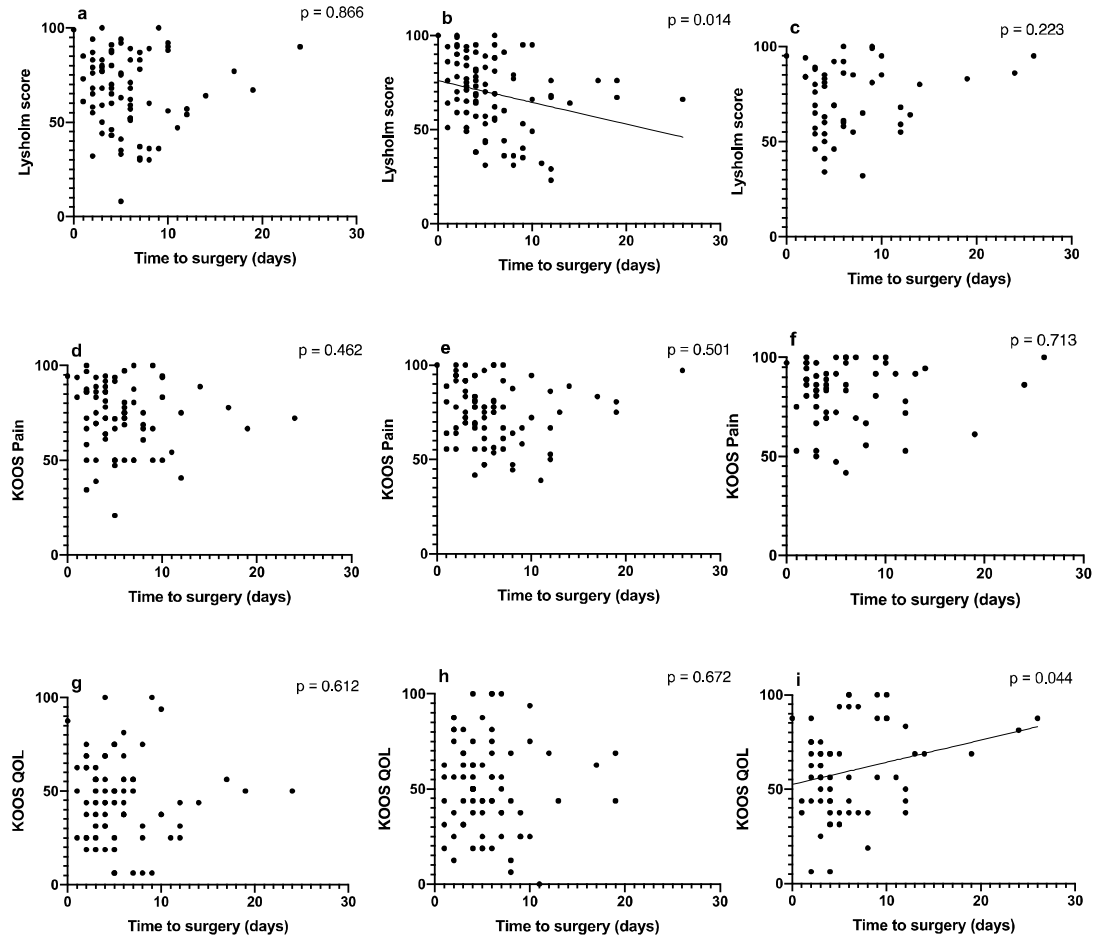 a
p = 0.866
100
50
0
Lysholm score
0
10
20
30
Time to surgery (days)
b
p = 0.014
100
50
0
Lysholm score
0
10
20
30
Time to surgery (days)
c
p = 0.223
100
50
0
Lysholm score
0
10
20
30
Time to surgery (days)
d
p = 0.462
100
50
0
KOOS Pain
0
10
20
30
Time to surgery (days)
e
p = 0.501
100
50
0
KOOS Pain
0
10
20
30
Time to surgery (days)
f
p = 0.713
100
50
0
KOOS Pain
0
10
20
30
Time to surgery (days)
g
p = 0.612
100
50
0
KOOS QOL
0
10
20
30
Time to surgery (days)
h
p = 0.672
100
50
0
KOOS QOL
0
10
20
30
Time to surgery (days)
i
p = 0.044
100
50
0
KOOS QOL
0
10
20
30
Time to surgery (days)